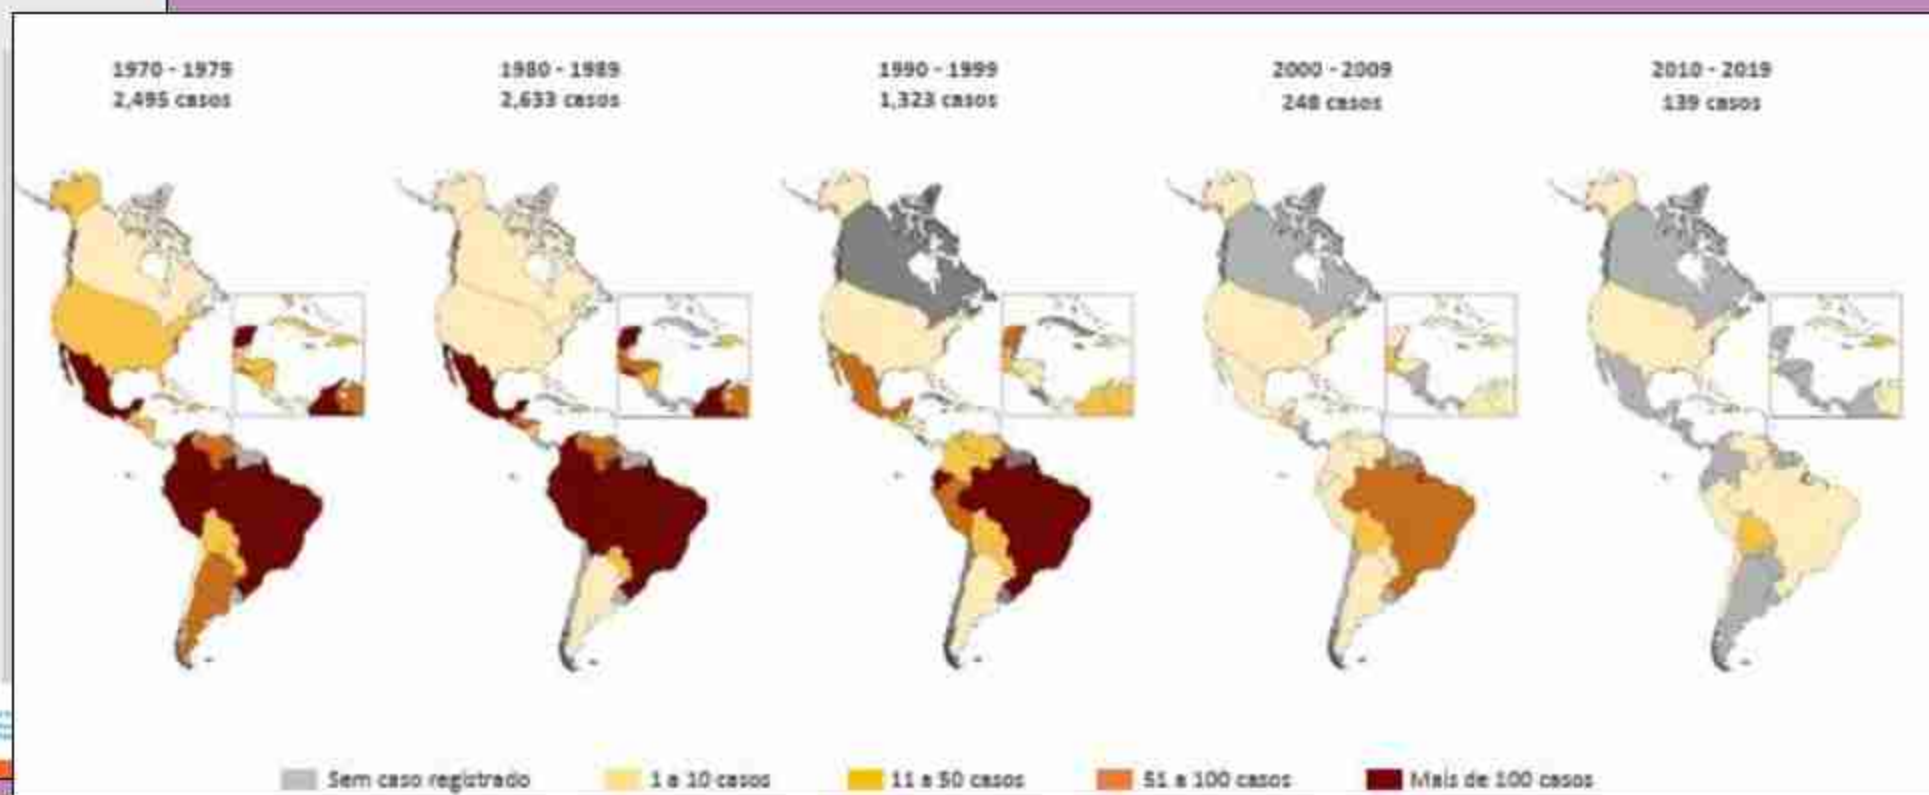 1970 - 1979
2,495 casos
1980 - 1989
2,633 casos
1990 - 1999
1,323 casos
2000 - 2009
248 casos
2010 - 2019
139 casos
Sem caso registrado
1 a 10 casos
11 a 50 casos
51 a 100 casos
Mais de 100 casos